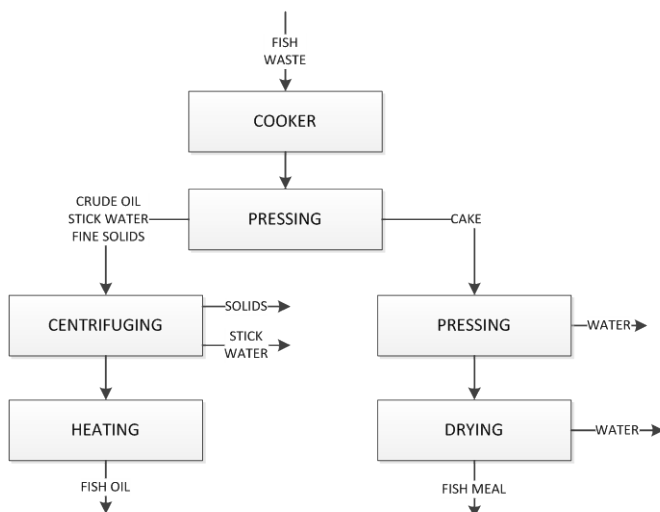 FISH
WASTE
COOKER
CRUDE OIL
STICK WATER
FINE SOLIDS
PRESSING
CAKE
CENTRIFUGING
SOLIDS
STICK
WATER
PRESSING
WATER
HEATING
DRYING
WATER
FISH OIL
FISH MEAL